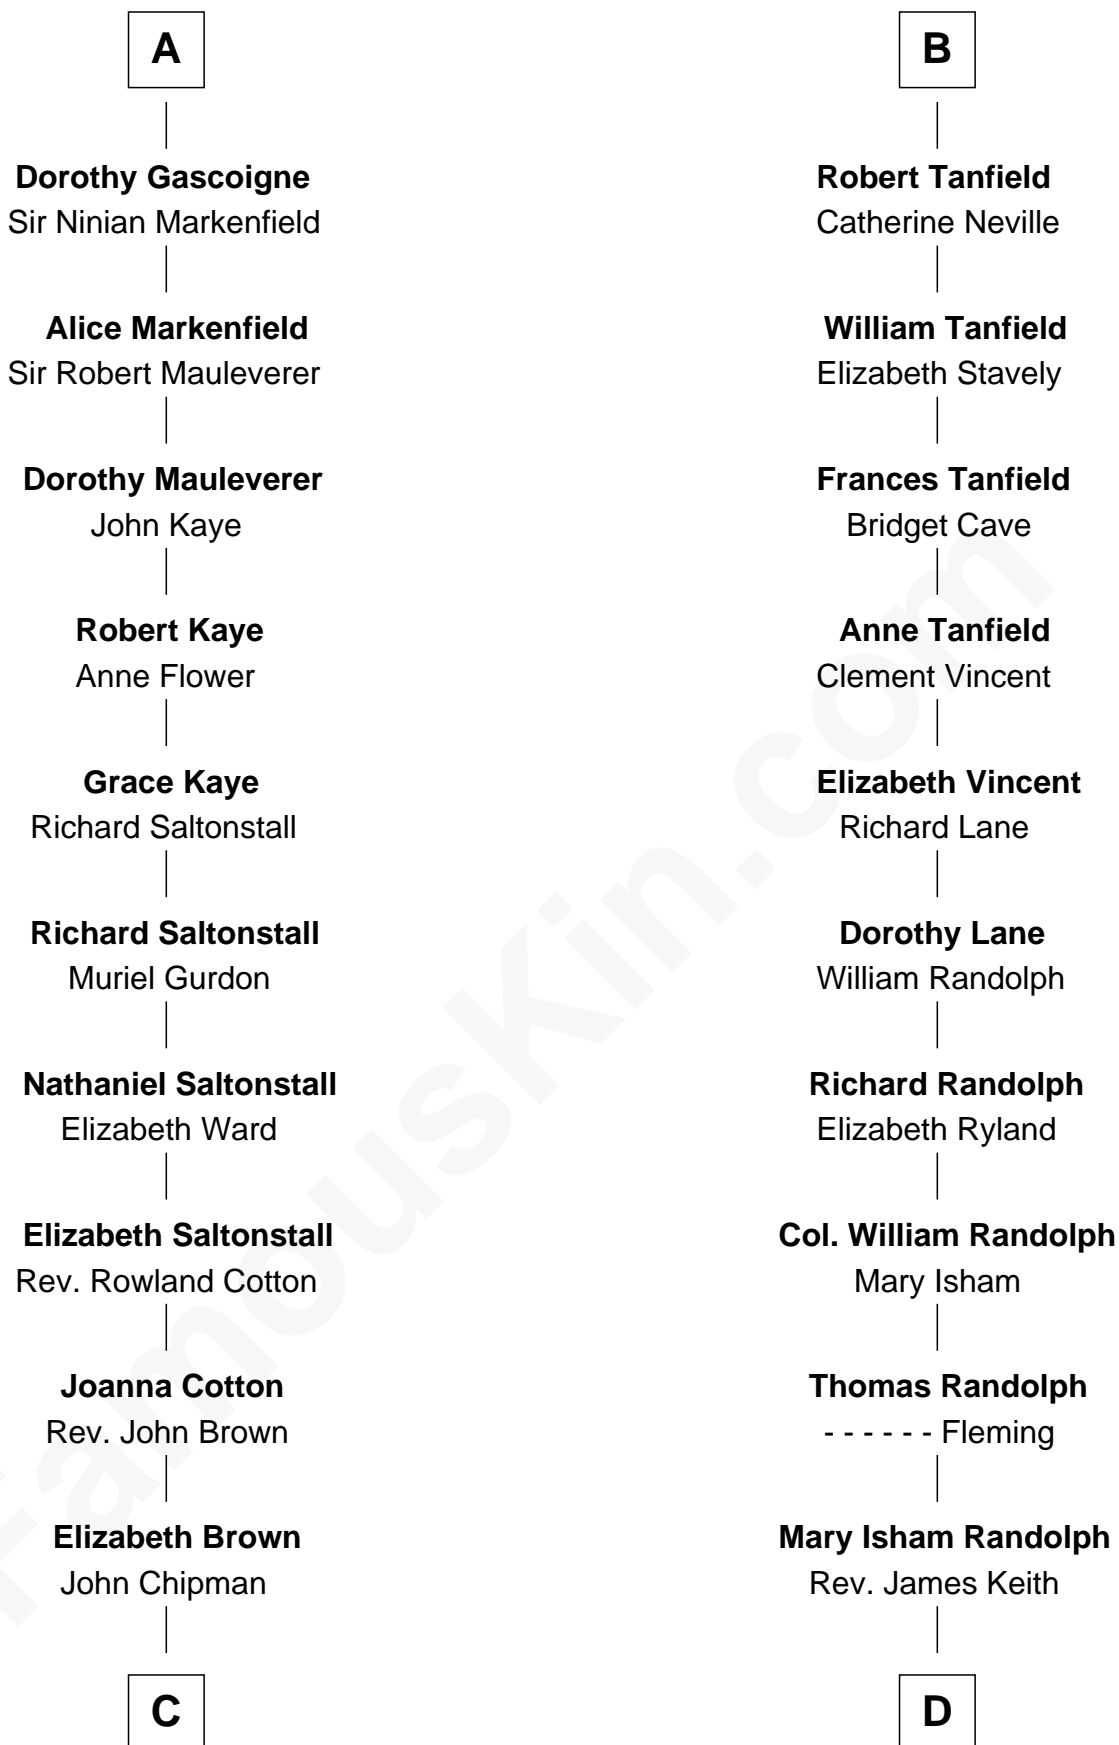 A
Dorothy Gascoigne
Sir Ninian Markenfield
Alice Markenfield
Sir Robert Mauleverer
Dorothy Mauleverer
John Kaye
Robert Kaye
Anne Flower
Grace Kaye
Richard Saltonstall
Richard Saltonstall
Muriel Gurdon
Nathaniel Saltonstall
Elizabeth Ward
Elizabeth Saltonstall
Rev. Rowland Cotton
Joanna Cotton
Rev. John Brown
Elizabeth Brown
John Chipman
C
B
Robert Tanfield
Catherine Neville
William Tanfield
Elizabeth Stavely
Frances Tanfield
Bridget Cave
Anne Tanfield
Clement Vincent
Elizabeth Vincent
Richard Lane
Dorothy Lane
William Randolph
Richard Randolph
Elizabeth Ryland
Col. William Randolph
Mary Isham
Thomas Randolph
- - - - - - Fleming
Mary Isham Randolph
Rev. James Keith
D
FamousKin.com